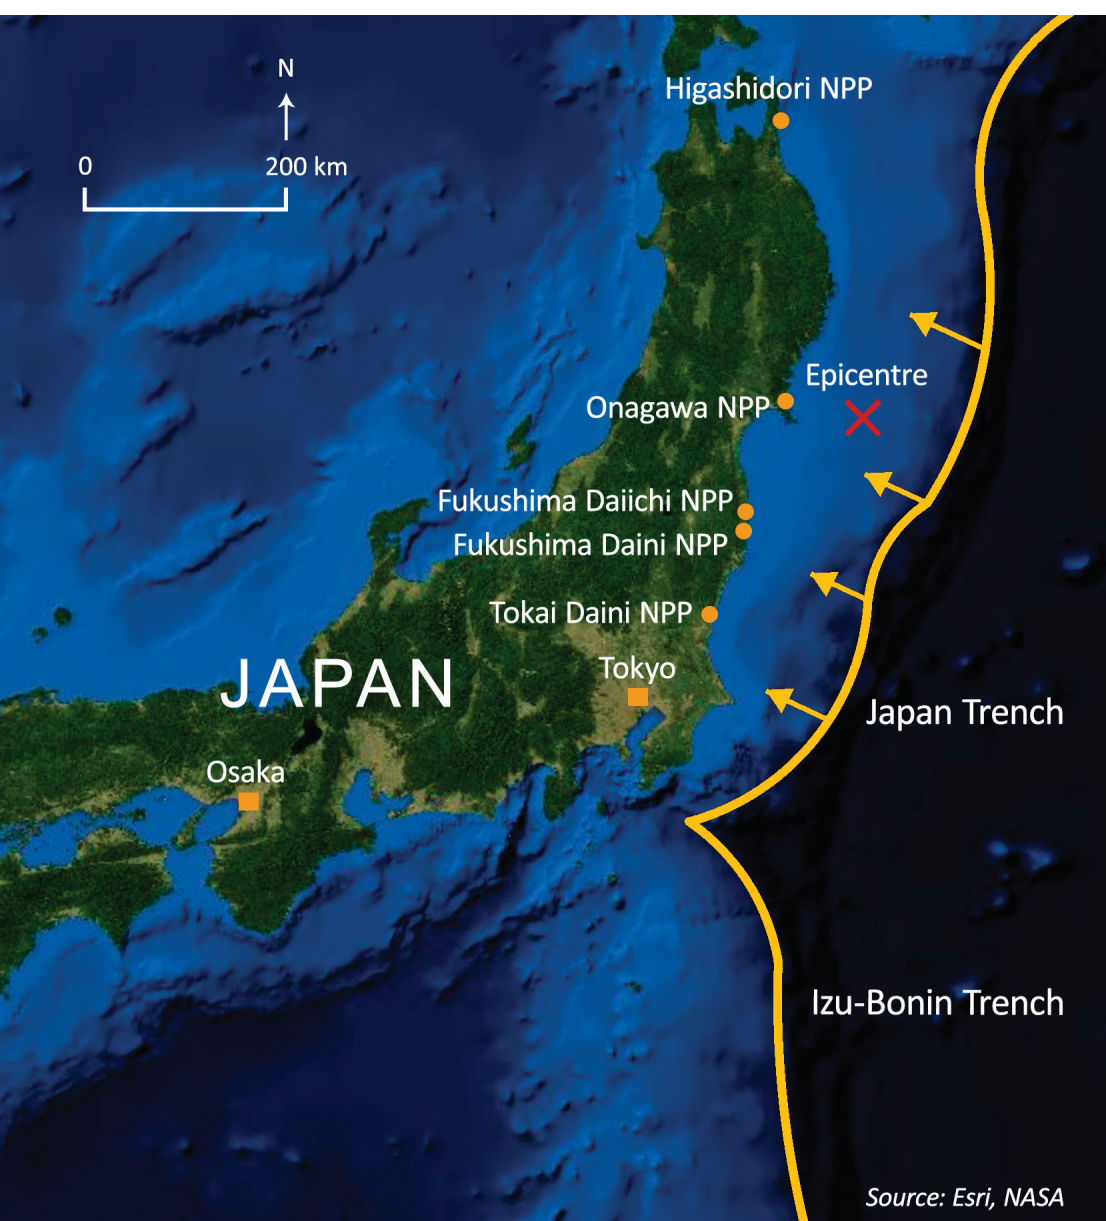 Higashidori NPP
N
0 200 km
Epicentre
Onagawa NPP
Fukushima Daiichi NPP
Fukushima Daini NPP
Tokai Daini NPP
Tokyo
JAPAN
Japan Trench
Osaka
Izu-Bonin Trench
Source: Esri, NASA